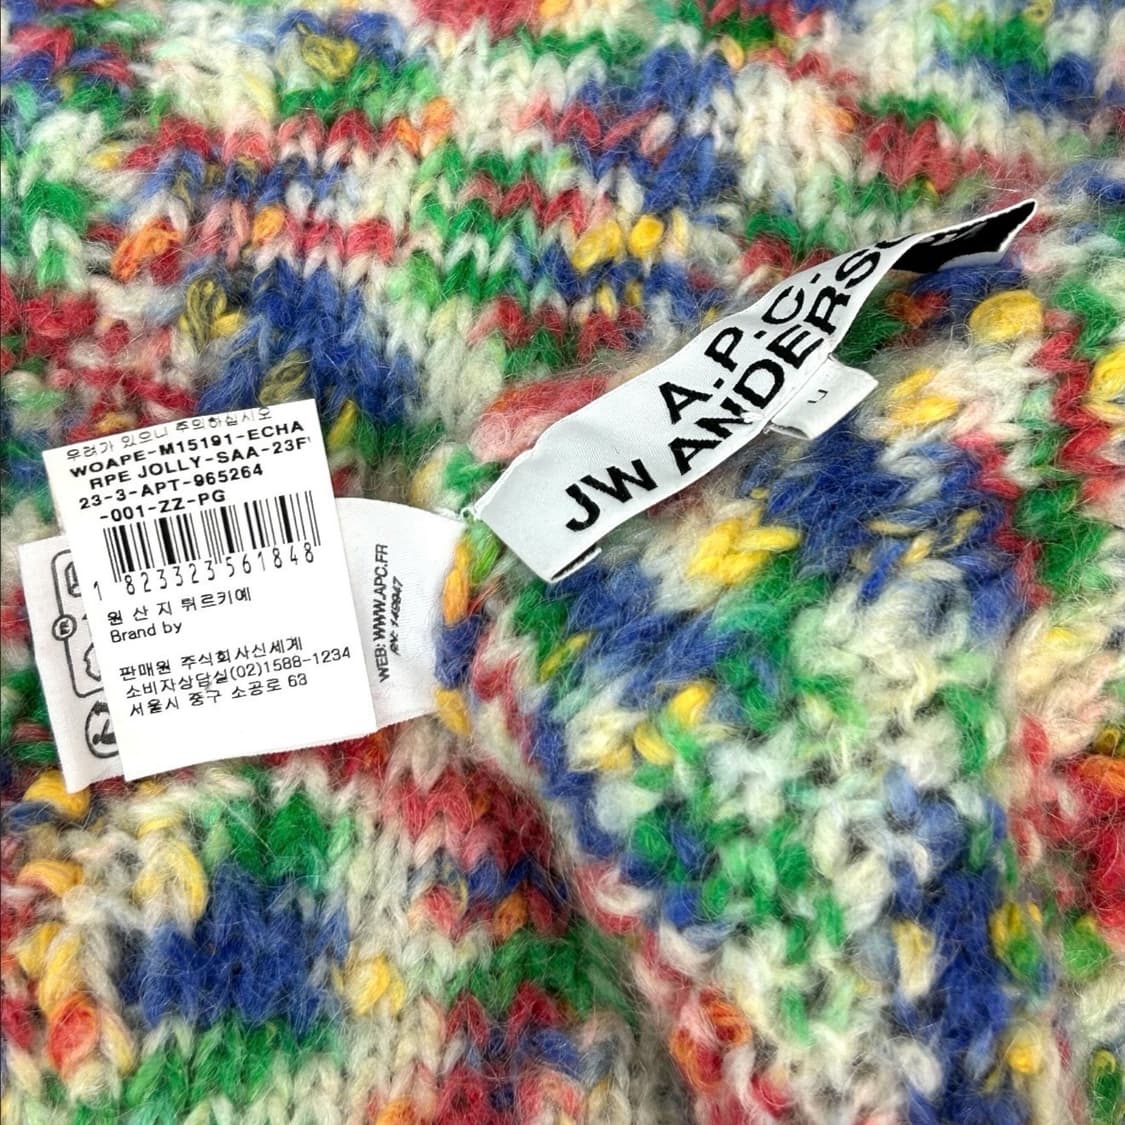 우려가 있으니 주의하십시오
WOAPE-M15191-ECHA
RPE JOLLY-SAA-23F
23-3-APT-965264
-001-ZZ-PG
1 823323 561848
원 산 지 튀르키예
Brand by
판매원 주식회사신세계
소비자상담실(02)1588-1234
서울시 중구 소공로 63
WEB: WWW.APC.FR
A.P.C.
JW ANDERS
U